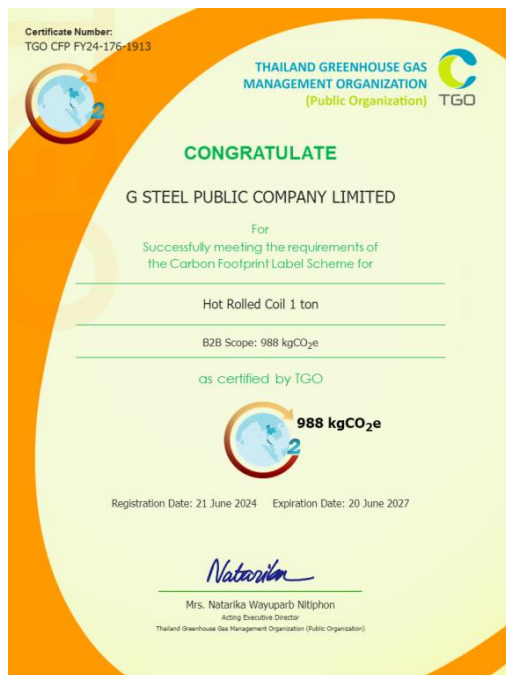 Certificate Number:
TGO CFP FY24-176-1913
THAILAND GREENHOUSE GAS
MANAGEMENT ORGANIZATION
(Public Organization)
TGO
2
CONGRATULATE
G STEEL PUBLIC COMPANY LIMITED
For
Successfully meeting the requirements of
the Carbon Footprint Label Scheme for
Hot Rolled Coil 1 ton
B2B Scope: 988 kgCO₂e
as certified by TGO
988 kgCO₂e
2
Registration Date: 21 June 2024 Expiration Date: 20 June 2027
Natarika
Mrs. Natarika Wayuparb Nitiphon
Acting Executive Director
Thailand Greenhouse Gas Management Organization (Public Organization)